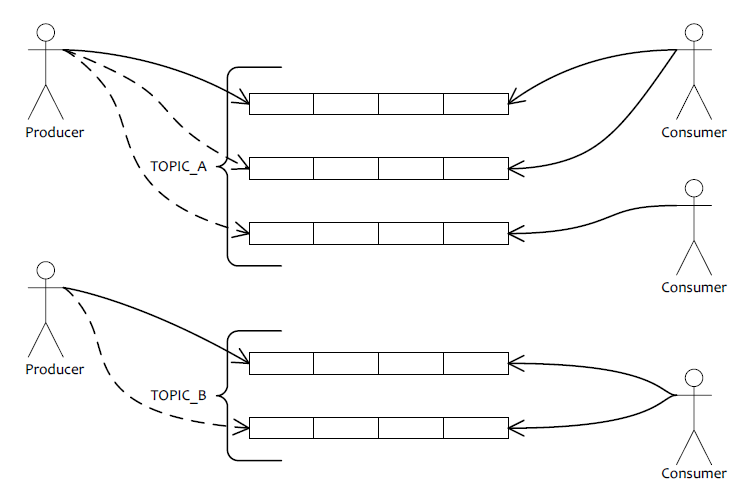 Producer
Consumer
TOPIC_A
Consumer
Producer
TOPIC_B
Consumer